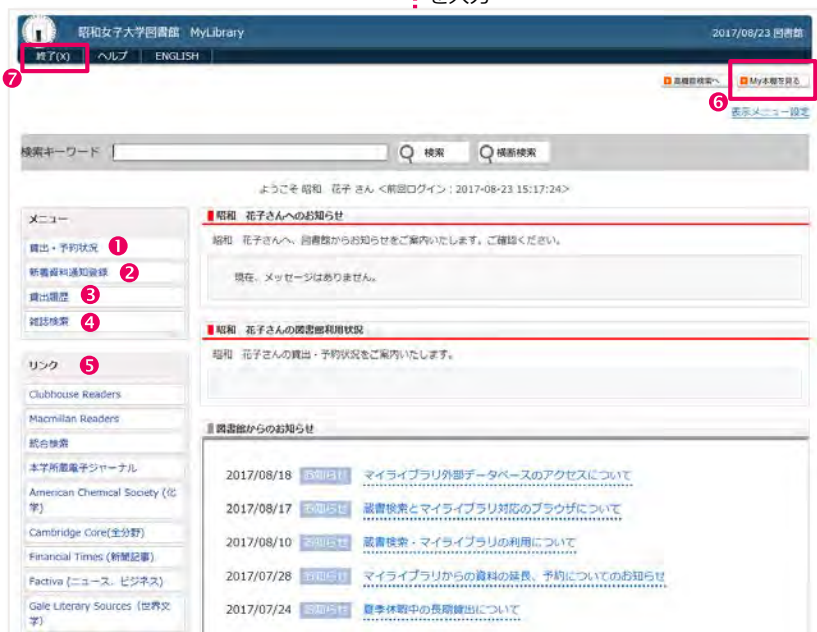 を入力
昭和女子大学図書館 MyLibrary
2017/08/23 図書館
終了(X) ヘルプ ENGLISH
❼
高機能検索へ
My本棚を見る
❻
表示メニュー設定
検索キーワード
検索
横断検索
ようこそ 昭和 花子 さん <前回ログイン : 2017-08-23 15:17:24>
メニュー
貸出・予約状況 ❶
新着資料通知登録 ❷
貸出履歴 ❸
雑誌検索 ❹
リンク ❺
Clubhouse Readers
Macmillan Readers
統合検索
本学所蔵電子ジャーナル
American Chemical Society (化
学)
Cambridge Core(全分野)
Financial Times (新聞記事)
Factiva (ニュース、ビジネス)
Gale Literary Sources (世界文
学)
昭和 花子さんへのお知らせ
昭和 花子さんへ、図書館からお知らせをご案内いたします。ご確認ください。
現在、メッセージはありません。
昭和 花子さんの図書館利用状況
昭和 花子さんの貸出・予約状況をご案内いたします。
図書館からのお知らせ
2017/08/18 お知らせ マイライブラリ外部データベースのアクセスについて
2017/08/17 お知らせ 蔵書検索とマイライブラリ対応のブラウザについて
2017/08/10 お知らせ 蔵書検索・マイライブラリの利用について
2017/07/28 お知らせ マイライブラリからの資料の延長、予約についてのお知らせ
2017/07/24 お知らせ 夏季休暇中の長期貸出について